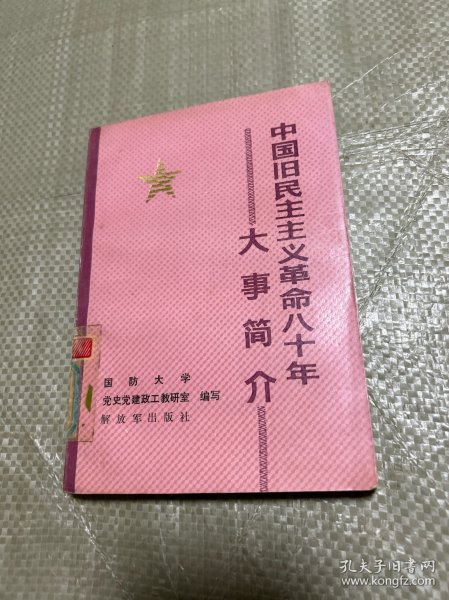 中国旧民主主义革命八十年
大事简介
国防大学
党史党建政工教研室 编写
解放军出版社
孔夫子旧书网
www.kongfz.com